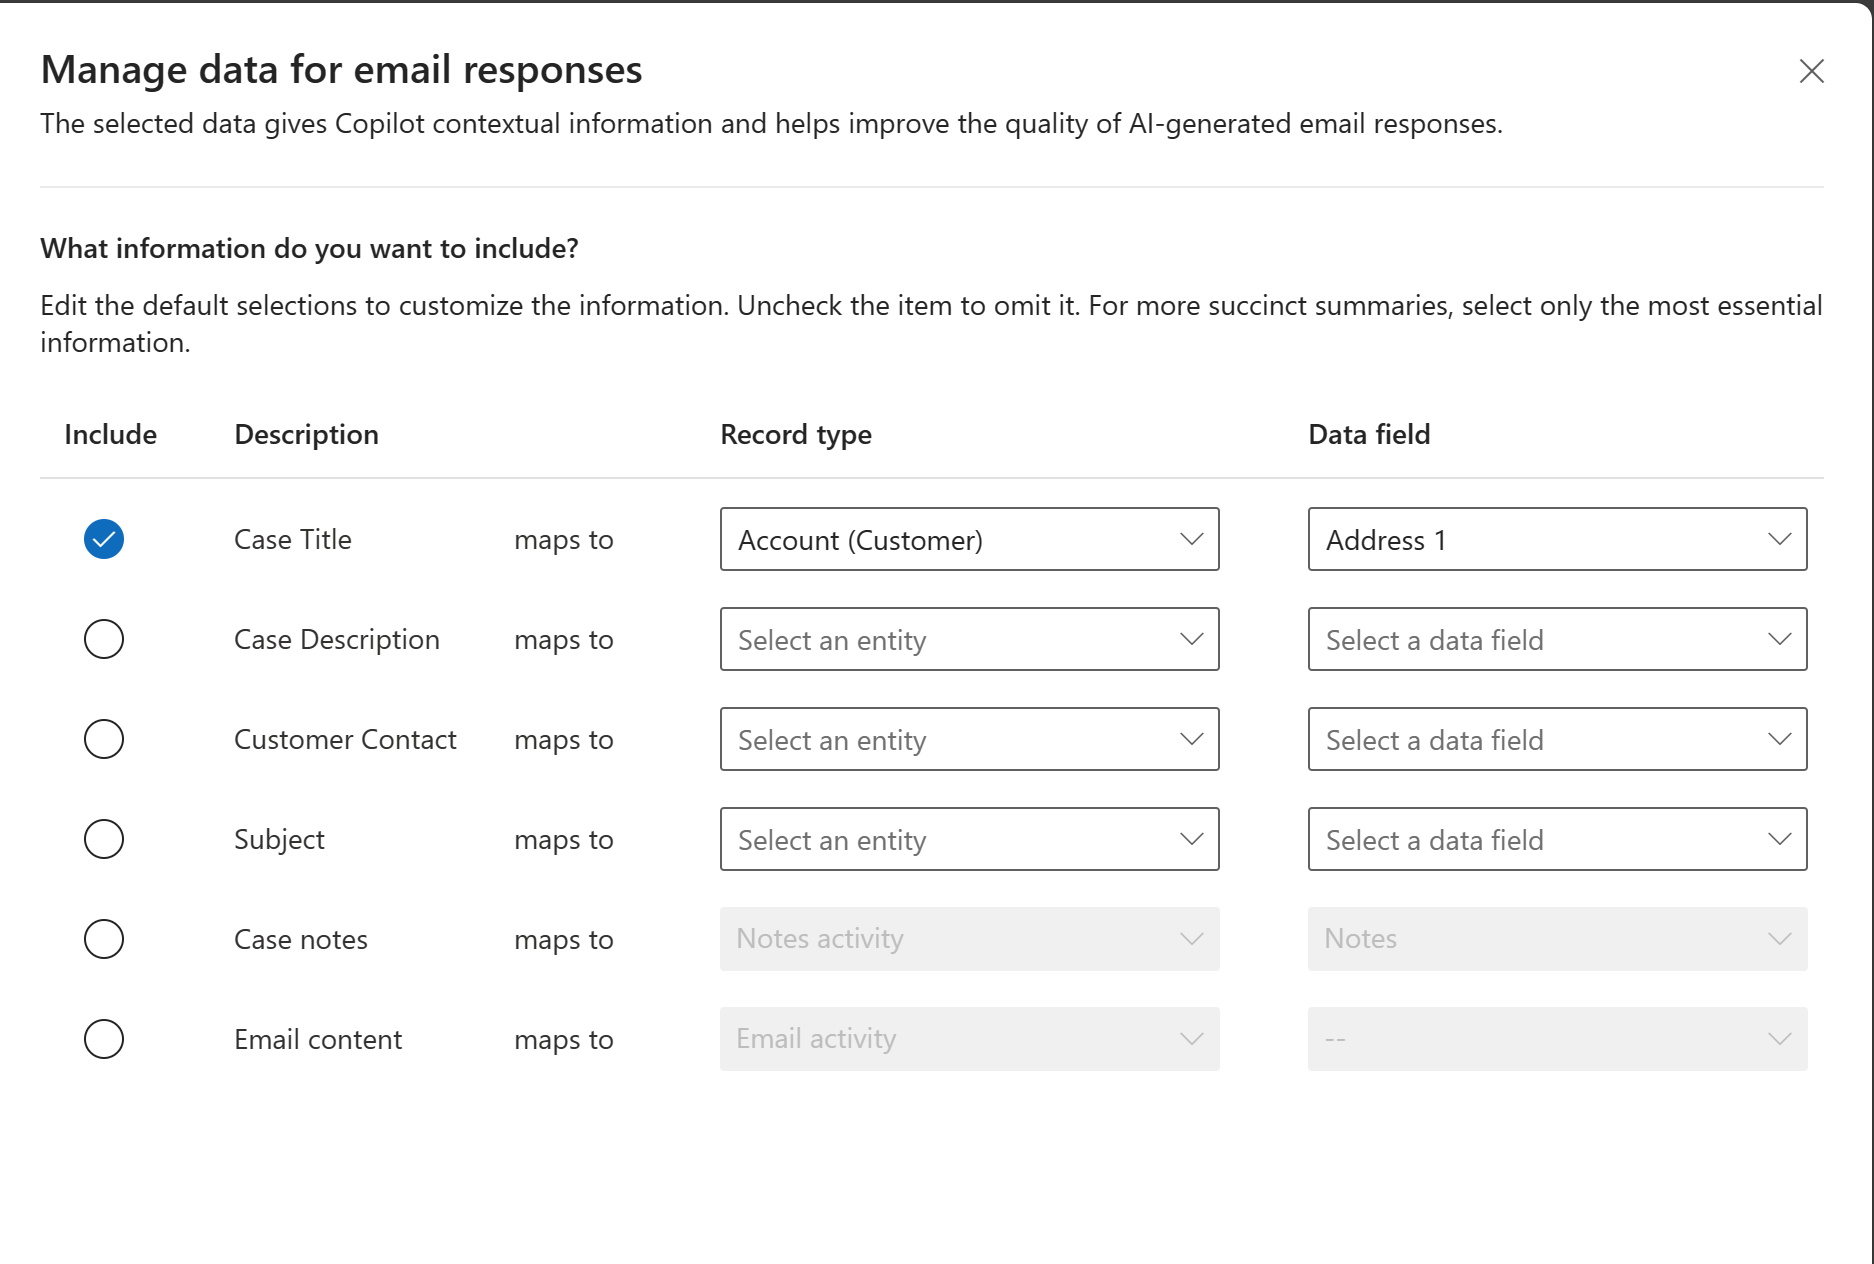 Manage data for email responses
The selected data gives Copilot contextual information and helps improve the quality of AI-generated email responses.
What information do you want to include?
Edit the default selections to customize the information. Uncheck the item to omit it. For more succinct summaries, select only the most essential
information.
Include Description Record type Data field
Case Title maps to Account (Customer) Address 1
Case Description maps to Select an entity Select a data field
Customer Contact maps to Select an entity Select a data field
Subject maps to Select an entity Select a data field
Case notes maps to Notes activity Notes
Email content maps to Email activity --